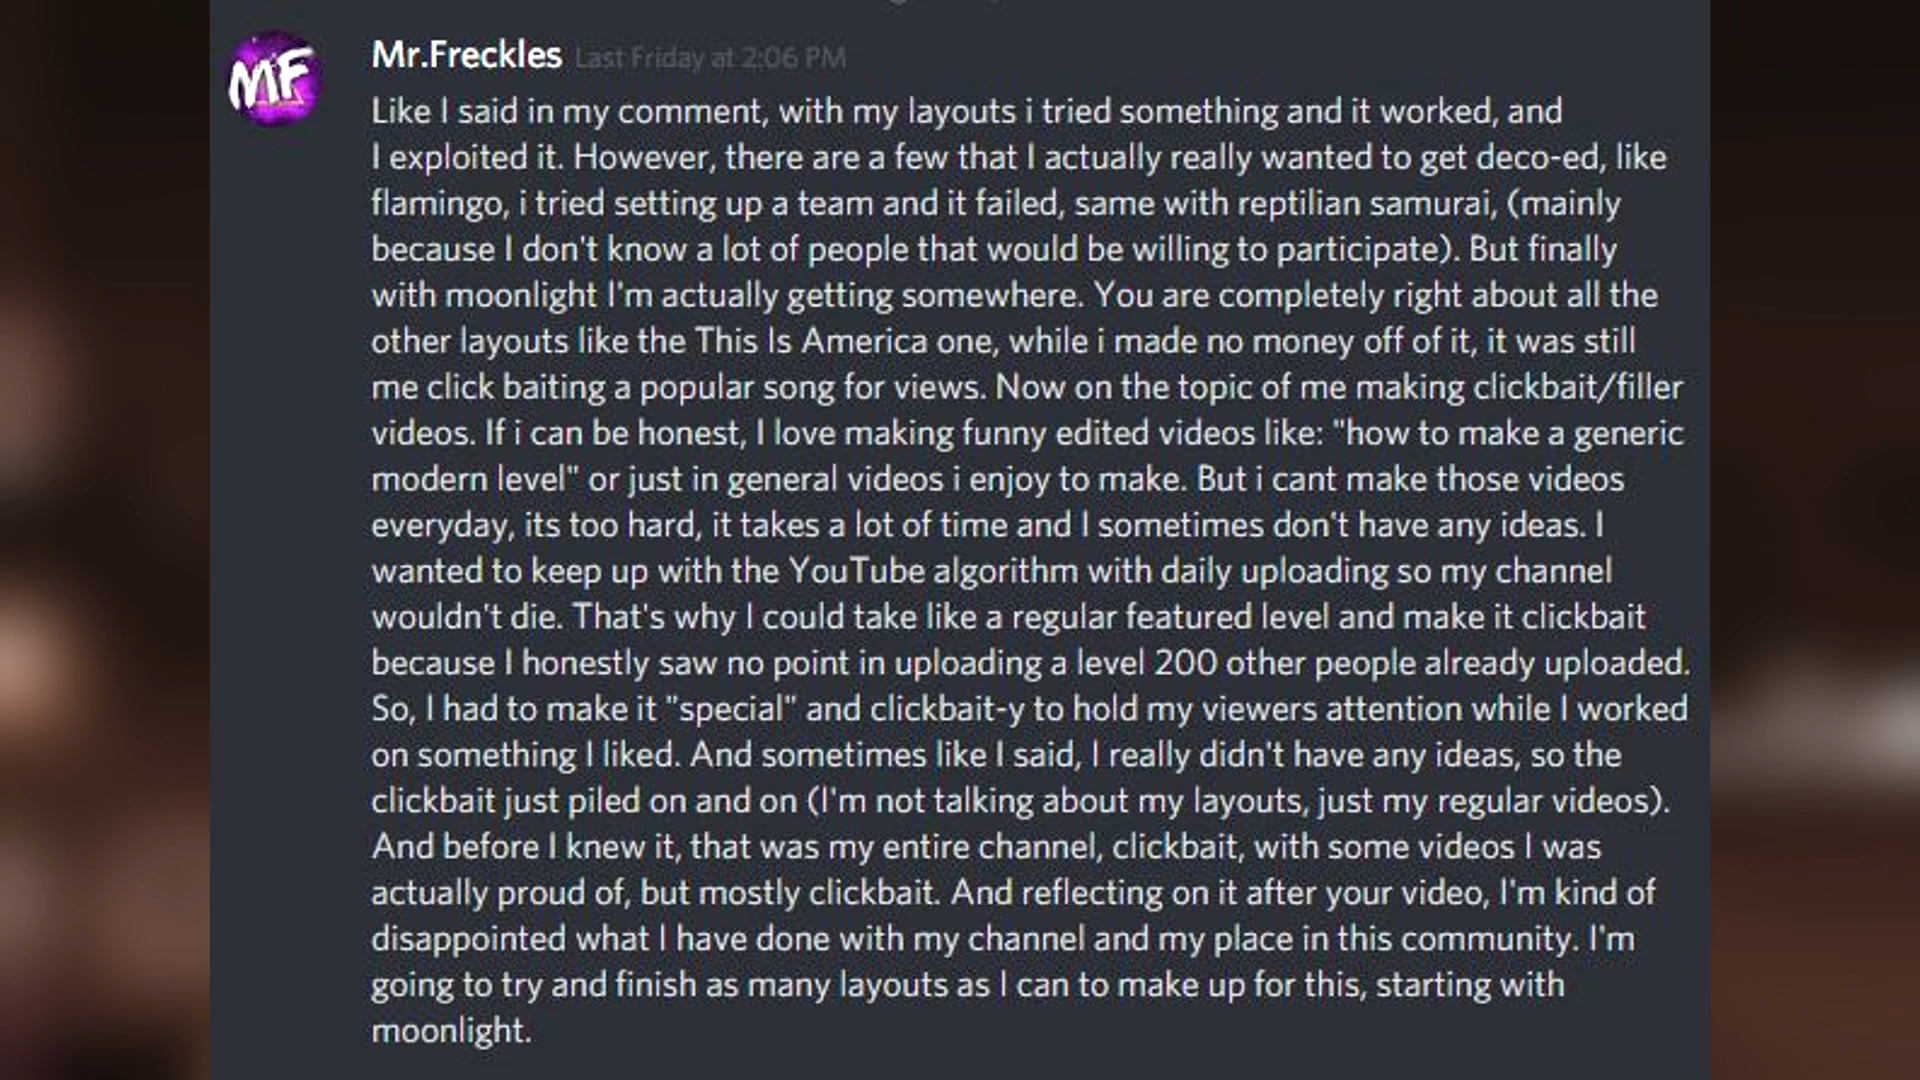 MF
Mr.Freckles Last Friday at 2:06 PM
Like I said in my comment, with my layouts i tried something and it worked, and
I exploited it. However, there are a few that I actually really wanted to get deco-ed, like
flamingo, i tried setting up a team and it failed, same with reptilian samurai, (mainly
because I don't know a lot of people that would be willing to participate). But finally
with moonlight I'm actually getting somewhere. You are completely right about all the
other layouts like the This Is America one, while i made no money off of it, it was still
me click baiting a popular song for views. Now on the topic of me making clickbait/filler
videos. If i can be honest, I love making funny edited videos like: "how to make a generic
modern level" or just in general videos i enjoy to make. But i cant make those videos
everyday, its too hard, it takes a lot of time and I sometimes don't have any ideas. I
wanted to keep up with the YouTube algorithm with daily uploading so my channel
wouldn't die. That's why I could take like a regular featured level and make it clickbait
because I honestly saw no point in uploading a level 200 other people already uploaded.
So, I had to make it "special" and clickbait-y to hold my viewers attention while I worked
on something I liked. And sometimes like I said, I really didn't have any ideas, so the
clickbait just piled on and on (I'm not talking about my layouts, just my regular videos).
And before I knew it, that was my entire channel, clickbait, with some videos I was
actually proud of, but mostly clickbait. And reflecting on it after your video, I'm kind of
disappointed what I have done with my channel and my place in this community. I'm
going to try and finish as many layouts as I can to make up for this, starting with
moonlight.